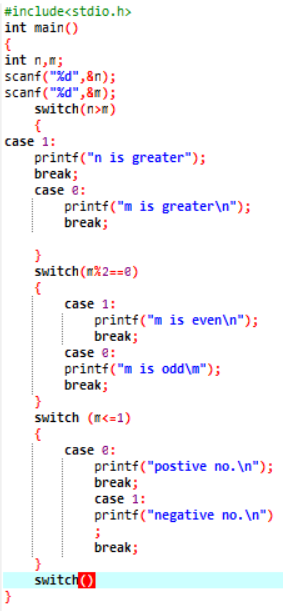 #include<stdio.h>
int main()
{
int n,m;
scanf("%d",&n);
scanf("%d",&m);
switch(n>m)
{
case 1:
printf("n is greater");
break;
case 0:
printf("m is greater\n");
break;
}
switch(m%2==0)
{
case 1:
printf("m is even\n");
break;
case 0:
printf("m is odd\m");
break;
}
switch (m<=1)
{
case 0:
printf("postive no.\n");
break;
case 1:
printf("negative no.\n")
;
break;
}
switch()
}